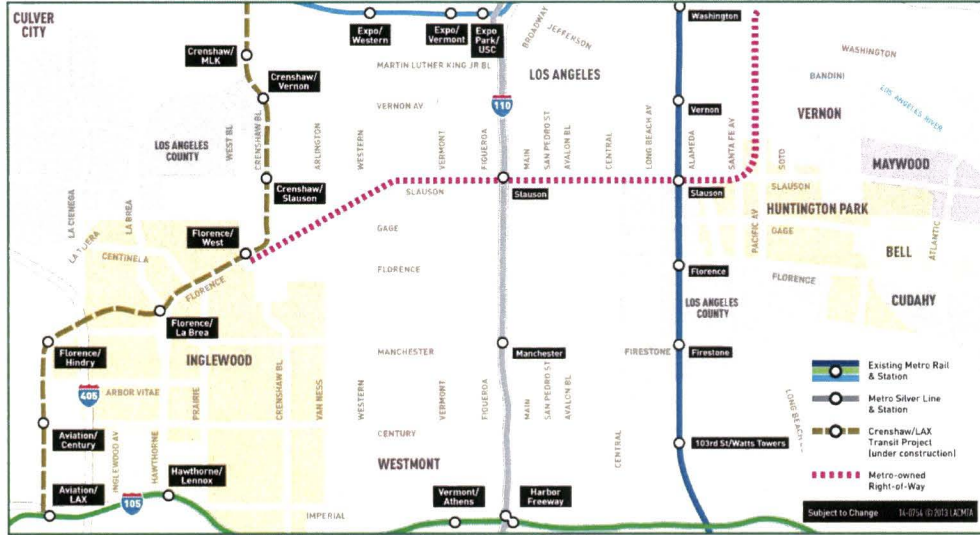 CULVER
CITY
Expo/
Western
Expo/
Vermont
Expo
Park/
USC
BROADWAY
JEFFERSON
Washington
WASHINGTON
BANDINI
LOS ANGELES RIVER
Crenshaw/
MLK
MARTIN LUTHER KING JR BL
LOS ANGELES
Crenshaw/
Vernon
VERNON AV
110
Vernon
VERNON
LOS ANGELES
COUNTY
WEST BL
CRENSHAW BL
ARLINGTON
WESTERN
VERMONT
FIGUEROA
MAIN
SAN PEDRO ST
AVALON BL
CENTRAL
LONG BEACH AV
ALAMEDA
SANTA FE AV
SOTO
MAYWOOD
Crenshaw/
Slauson
SLAUSON
Slauson
Slauson
SLAUSON
HUNTINGTON PARK
LA CIENEGA
LA BREA
LA TIJERA
CENTINELA
Florence/
West
GAGE
PACIFIC AV
GAGE
ATLANTIC
BELL
FLORENCE
FLORENCE
Florence
FLORENCE
CUDAHY
LOS ANGELES
COUNTY
Florence/
La Brea
Florence/
Hindry
INGLEWOOD
MANCHESTER
Manchester
FIRESTONE
Firestone
405
ARBOR VITAE
PRAIRIE
CRENSHAW BL
VAN NESS
WESTERN
VERMONT
FIGUEROA
MAIN
SAN PEDRO ST
AVALON BL
Existing Metro Rail
& Station
Metro Silver Line
& Station
Crenshaw/LAX
Transit Project
(under construction)
Metro-owned
Right-of-Way
LONG BEACH
Aviation/
Century
INGLEWOOD AV
HAWTHORNE
CENTURY
CENTRAL
103rd St/Watts Towers
WESTMONT
Hawthorne/
Lennox
Aviation/
LAX
105
IMPERIAL
Vermont/
Athens
Harbor
Freeway
Subject to Change 14-0754 ©2013 LACMTA